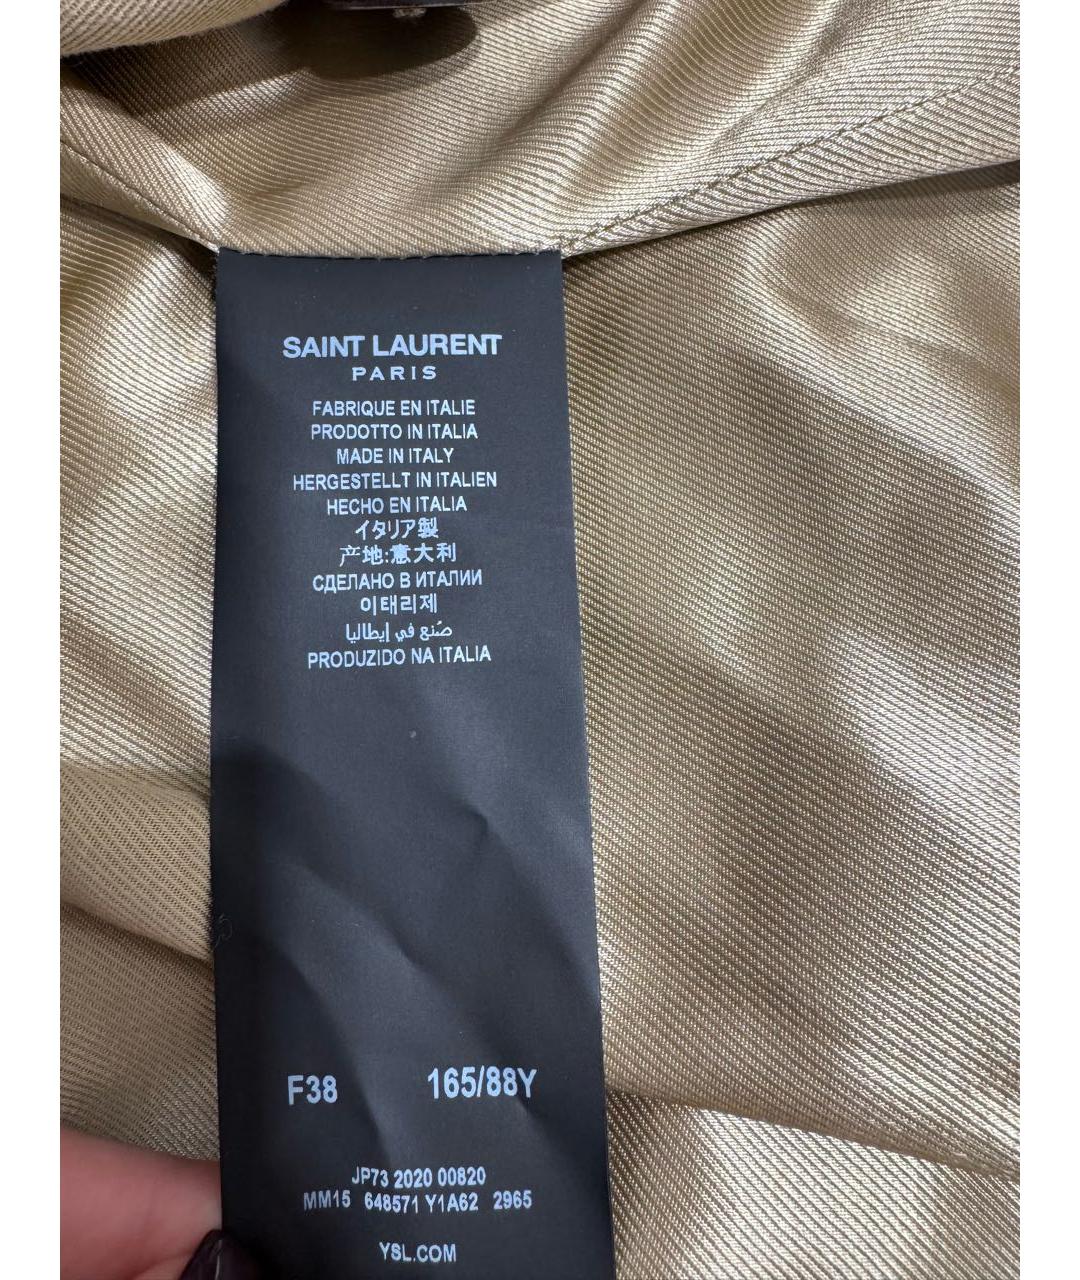 SAINT LAURENT
PARIS
FABRIQUE EN ITALIE
PRODOTTO IN ITALIA
MADE IN ITALY
HERGESTELLT IN ITALIEN
HECHO EN ITALIA
イタリア製
产地:意大利
СДЕЛАНО В ИТАЛИИ
이태리제
صُنع في إيطاليا
PRODUZIDO NA ITALIA
F38 165/88Y
JP73 2020 00820
MM15 648571 Y1A62 2965
YSL.COM